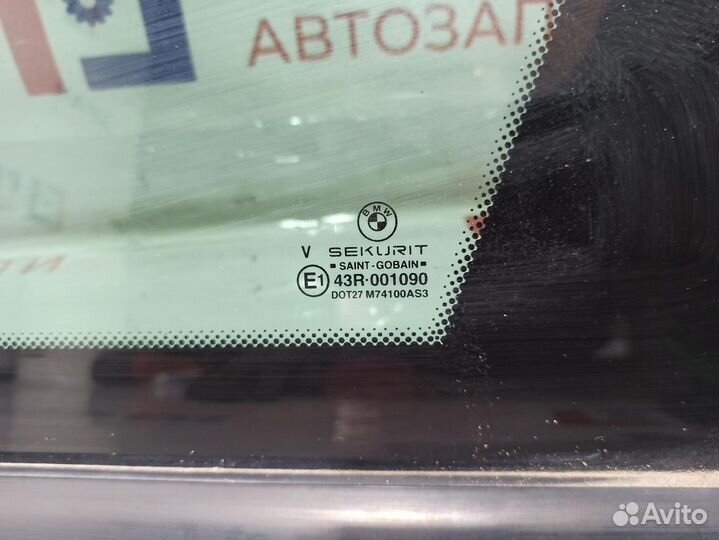 АВТОЗАП
BMW
V SEKURIT
SAINT-GOBAIN
E1 43R-001090
DOT27 M74100AS3
Avito